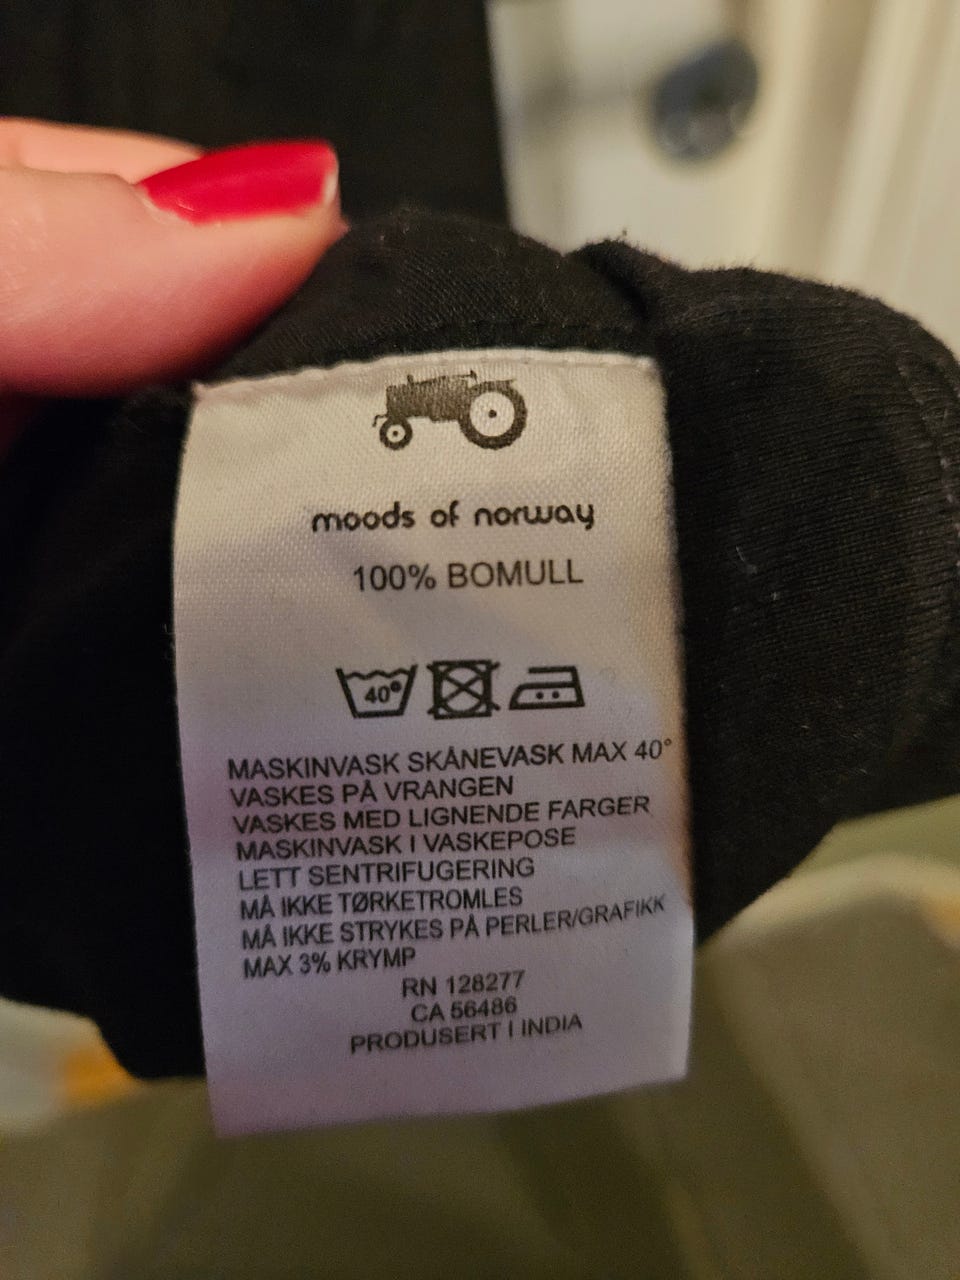 moods of norway
100% BOMULL
40°
MASKINVASK SKÅNEVASK MAX 40°
VASKES PÅ VRANGEN
VASKES MED LIGNENDE FARGER
MASKINVASK I VASKEPOSE
LETT SENTRIFUGERING
MÅ IKKE TØRKETROMLES
MÅ IKKE STRYKES PÅ PERLER/GRAFIKK
MAX 3% KRYMP
RN 128277
CA 56486
PRODUSERT I INDIA